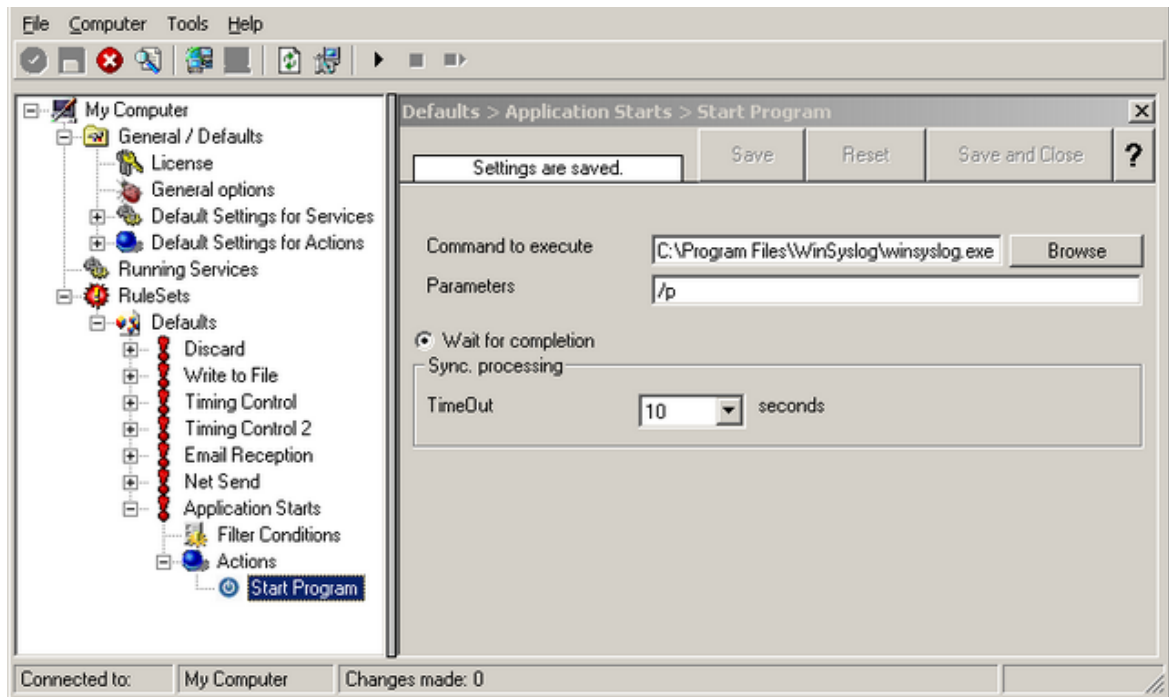 File Computer Tools Help
My Computer
General / Defaults
License
General options
Default Settings for Services
Default Settings for Actions
Running Services
RuleSets
Defaults
Discard
Write to File
Timing Control
Timing Control 2
Email Reception
Net Send
Application Starts
Filter Conditions
Actions
Start Program
Defaults > Application Starts > Start Program
Settings are saved. Save Reset Save and Close ?
Command to execute C:\Program Files\WinSyslog\winsyslog.exe Browse
Parameters /p
Wait for completion
Sync. processing
TimeOut 10 seconds
Connected to: My Computer Changes made: 0